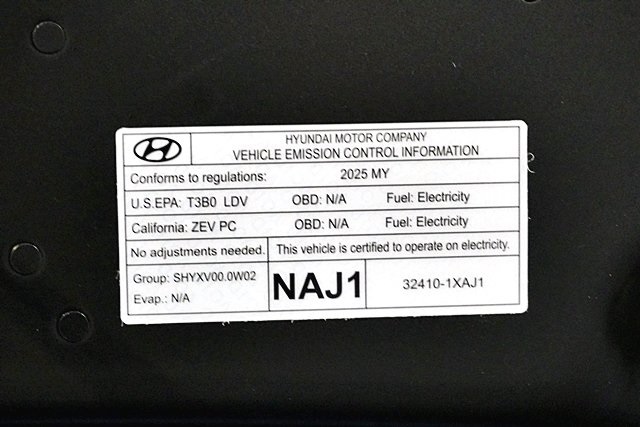 HYUNDAI MOTOR COMPANY
VEHICLE EMISSION CONTROL INFORMATION
Conforms to regulations: 2025 MY
U.S.EPA: T3B0 LDV OBD: N/A Fuel: Electricity
California: ZEV PC OBD: N/A Fuel: Electricity
No adjustments needed. This vehicle is certified to operate on electricity.
Group: SHYXV00.0W02
Evap.: N/A
NAJ1
32410-1XAJ1